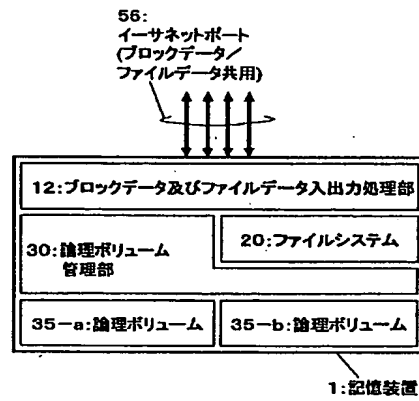 56:
イーサネットポート
(ブロックデータ/
ファイルデータ共用)
12:ブロックデータ及びファイルデータ入出力処理部
30:論理ボリューム
管理部
20:ファイルシステム
35-a:論理ボリューム
35-b:論理ボリューム
1:記憶装置